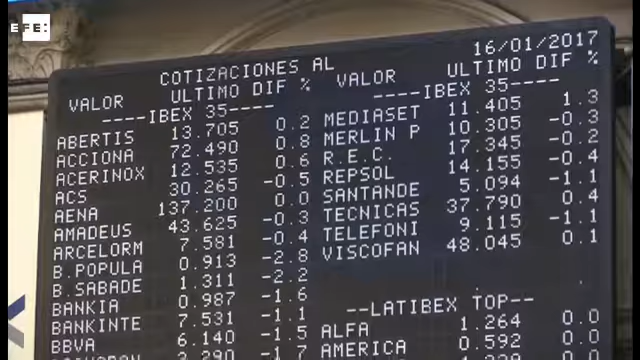 EFE:
COTIZACIONES AL 16/01/2017
VALOR ULTIMO DIF % VALOR ULTIMO DIF %
----IBEX 35---- ----IBEX 35----
ABERTIS 13.705 0.2 MEDIASET 11.405 1.3
ACCIONA 72.490 0.8 MERLIN P 10.305 -0.3
ACERINOX 12.535 0.6 R.E.C. 17.345 -0.2
ACS 30.265 -0.5 REPSOL 14.155 -0.4
AENA 137.200 0.0 SANTANDE 5.094 -1.1
AMADEUS 43.625 -0.3 TECNICAS 37.790 0.4
ARCELORM 7.581 -0.4 TELEFONI 9.115 -1.1
B.POPULA 0.913 -2.8 VISCOFAN 48.045 0.1
B.SABADE 1.311 -2.2
BANKIA 0.987 -1.6 --LATIBEX TOP--
BANKINTE 7.531 -1.1 ALFA 1.264 0.0
BBVA 6.140 -1.5 AMERICA 0.592 0.0